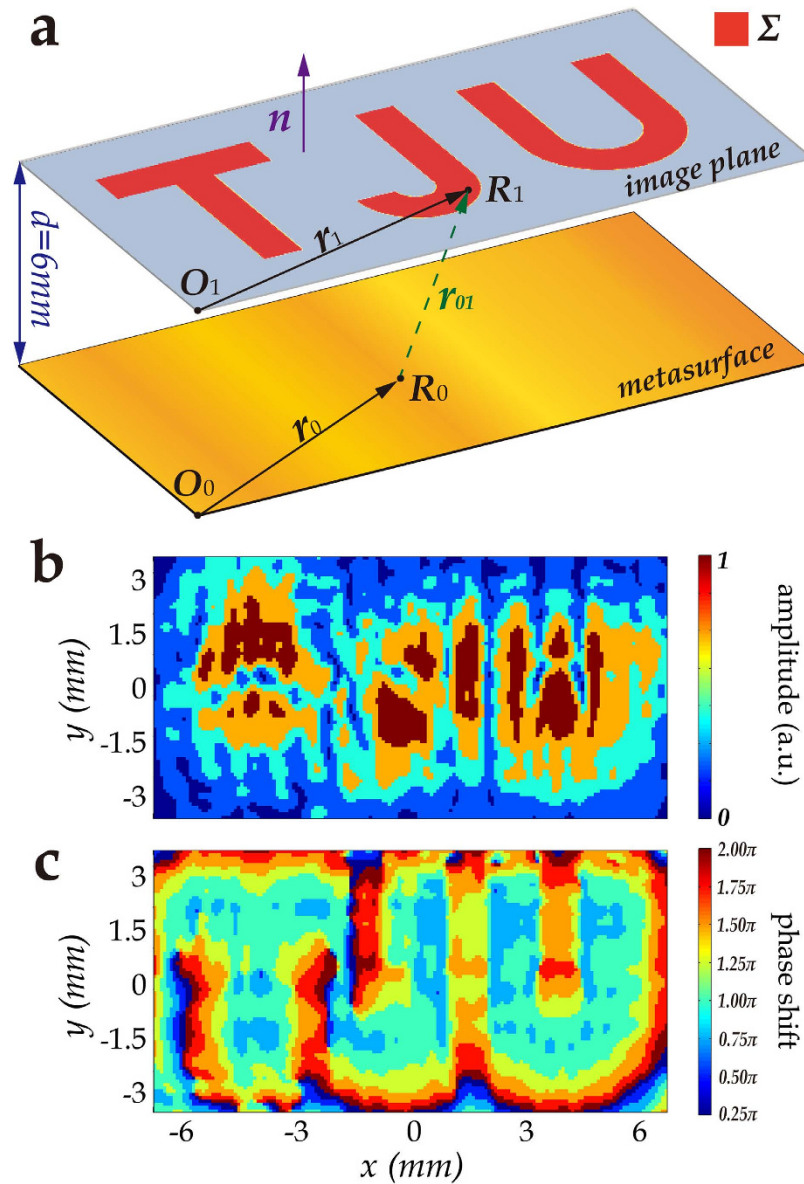 a
Σ
n
T J U
image plane
R1
r1
O1
d=6mm
r01
R0
metasurface
r0
O0
b
3
1.5
0
-1.5
-3
y (mm)
1
0
amplitude (a.u.)
c
3
1.5
0
-1.5
-3
y (mm)
2.00π
1.75π
1.50π
1.25π
1.00π
0.75π
0.50π
0.25π
phase shift
-6 -3 0 3 6
x (mm)